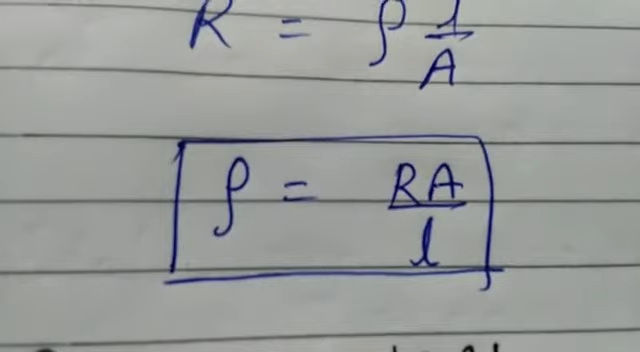 R = ρ l/A
ρ = RA/l